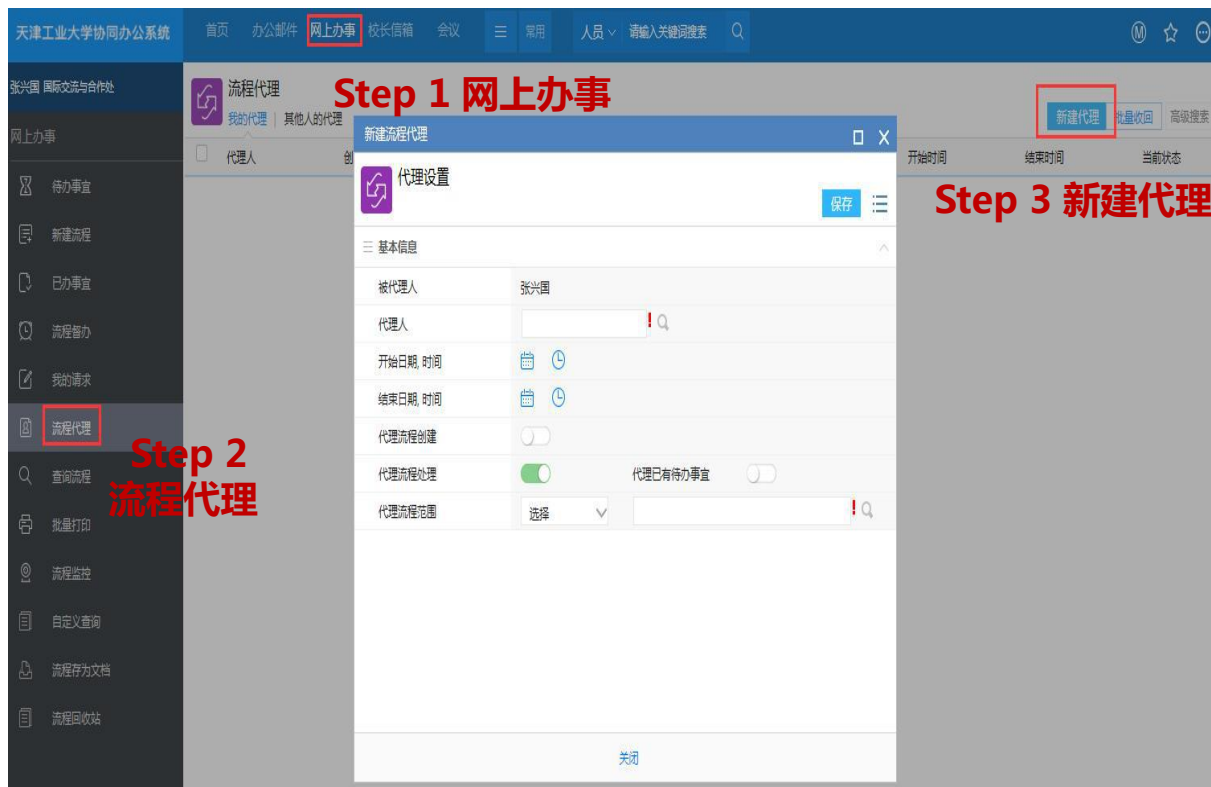 天津工业大学协同办公系统 首页 办公邮件 网上办事 校长信箱 会议 常用 人员 请输入关键词搜索
张兴国 国际交流与合作处
网上办事
待办事宜
新建流程
已办事宜
流程督办
我的请求
流程代理
查询流程
批量打印
流程监控
自定义查询
流程存为文档
流程回收站
流程代理
我的代理 | 其他人的代理
新建代理 批量收回 高级搜索
代理人 创 开始时间 结束时间 当前状态
Step 1 网上办事
Step 2
流程代理
Step 3 新建代理
新建流程代理
代理设置
保存
基本信息
被代理人 张兴国
代理人 !
开始日期, 时间
结束日期, 时间
代理流程创建
代理流程处理 代理已有待办事宜
代理流程范围 选择 !
关闭